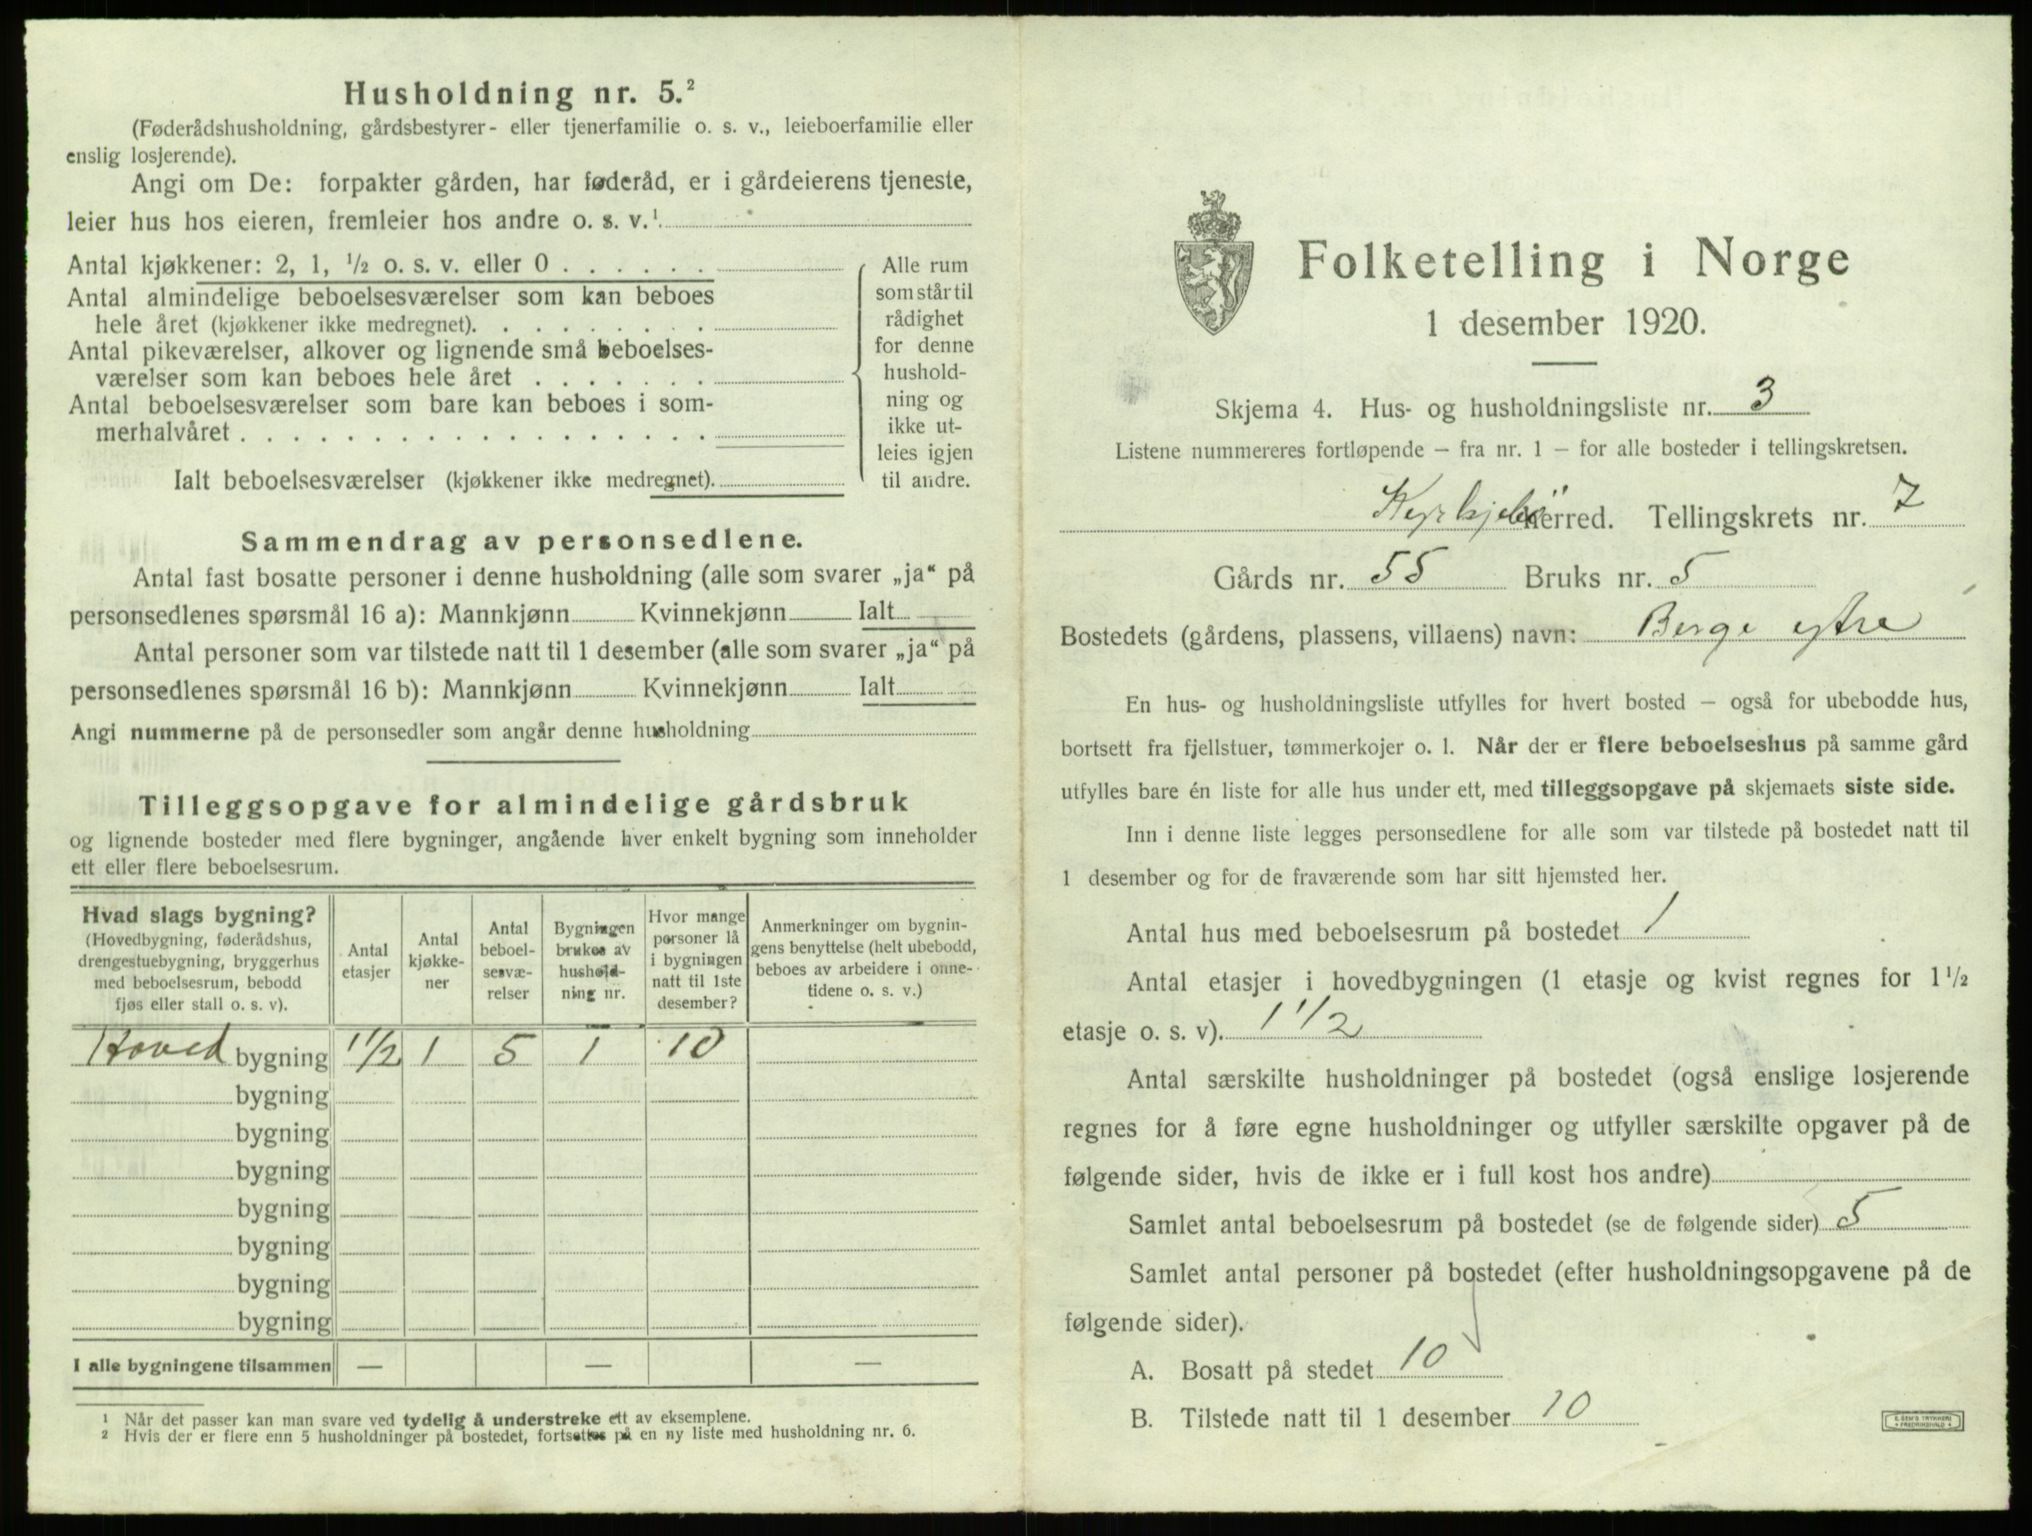 Husholdning nr. 5.²
(Føderådshusholdning, gårdsbestyrer- eller tjenerfamilie o. s. v., leieboerfamilie eller
enslig losjerende).
Angi om De: forpakter gården, har føderåd, er i gårdeierens tjeneste,
leier hus hos eieren, fremleier hos andre o. s. v.¹
Antal kjøkkener: 2, 1, ½ o. s. v. eller 0 . . . . . .
Antal almindelige beboelsesværelser som kan beboes
hele året (kjøkkener ikke medregnet). . . . . . . . .
Antal pikeværelser, alkover og lignende små beboelses-
værelser som kan beboes hele året . . . . . . .
Antal beboelsesværelser som bare kan beboes i som-
merhalvåret . . . . . . . . . . . . . . . . . .
Ialt beboelsesværelser (kjøkkener ikke medregnet).
Alle rum
som står til
rådighet
for denne
hushold-
ning og
ikke ut-
leies igjen
til andre.
Sammendrag av personsedlene.
Antal fast bosatte personer i denne husholdning (alle som svarer „ja“ på
personsedlenes spørsmål 16 a): Mannkjønn Kvinnekjønn Ialt
Antal personer som var tilstede natt til 1 desember (alle som svarer „ja“ på
personsedlenes spørsmål 16 b): Mannkjønn Kvinnekjønn Ialt
Angi nummerne på de personsedler som angår denne husholdning
Tilleggsopgave for almindelige gårdsbruk
og lignende bosteder med flere bygninger, angående hver enkelt bygning som inneholder
ett eller flere beboelsesrum.
Hvad slags bygning?
(Hovedbygning, føderådshus,
drengestuebygning, bryggerhus
med beboelsesrum, bebodd
fjøs eller stall o. s. v).
Antal
etasjer
Antal
kjøkke-
ner
Antal
beboel-
sesvæ-
relser
Bygningen
brukes av
hushold-
ning nr.
Hvor mange
personer lå
i bygningen
natt til 1ste
desember?
Anmerkninger om bygnin-
gens benyttelse (helt ubebodd,
beboes av arbeidere i onne-
tidene o. s. v.)
Hoved bygning 1½ 1 5 1 10
bygning
bygning
bygning
bygning
bygning
bygning
bygning
I alle bygningene tilsammen — — —
1 Når det passer kan man svare ved tydelig å understreke ett av eksemplene.
2 Hvis der er flere enn 5 husholdninger på bostedet, fortsettes på en ny liste med husholdning nr. 6.
Folketelling i Norge
1 desember 1920.
Skjema 4. Hus- og husholdningsliste nr. 3
Listene nummereres fortløpende – fra nr. 1 – for alle bosteder i tellingskretsen.
Kyrkjebø herred. Tellingskrets nr. 7
Gårds nr. 55 Bruks nr. 5
Bostedets (gårdens, plassens, villaens) navn: Berge ytre
En hus- og husholdningsliste utfylles for hvert bosted – også for ubebodde hus,
bortsett fra fjellstuer, tømmerkojer o. l. Når der er flere beboelseshus på samme gård
utfylles bare én liste for alle hus under ett, med tilleggsopgave på skjemaets siste side.
Inn i denne liste legges personsedlene for alle som var tilstede på bostedet natt til
1 desember og for de fraværende som har sitt hjemsted her.
Antal hus med beboelsesrum på bostedet 1
Antal etasjer i hovedbygningen (1 etasje og kvist regnes for 1½
etasje o. s. v). 1½
Antal særskilte husholdninger på bostedet (også enslige losjerende
regnes for å føre egne husholdninger og utfyller særskilte opgaver på de
følgende sider, hvis de ikke er i full kost hos andre)
Samlet antal beboelsesrum på bostedet (se de følgende sider) 5
Samlet antal personer på bostedet (efter husholdningsopgavene på de
følgende sider).
A. Bosatt på stedet 10
B. Tilstede natt til 1 desember 10
E. SEM'S TRYKKERI
FREDRIKSHALD